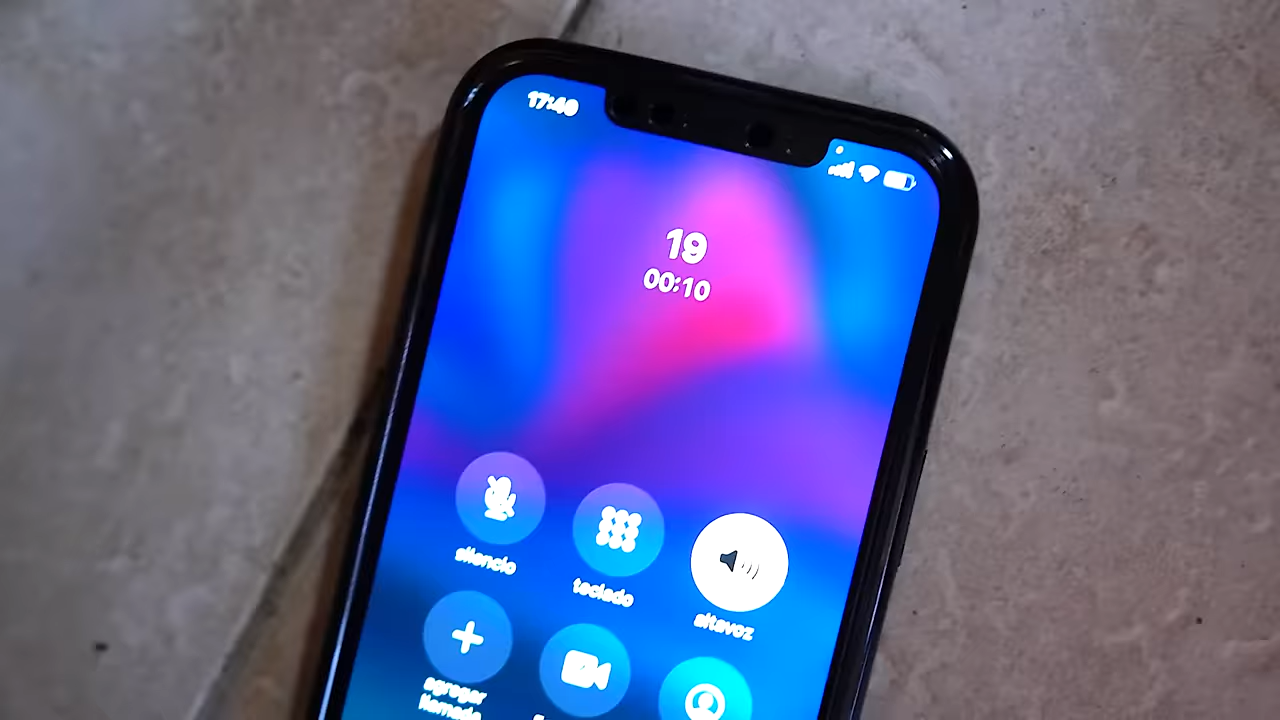 17:40
19
00:10
silencio
teclado
altavoz
agregar
llamada